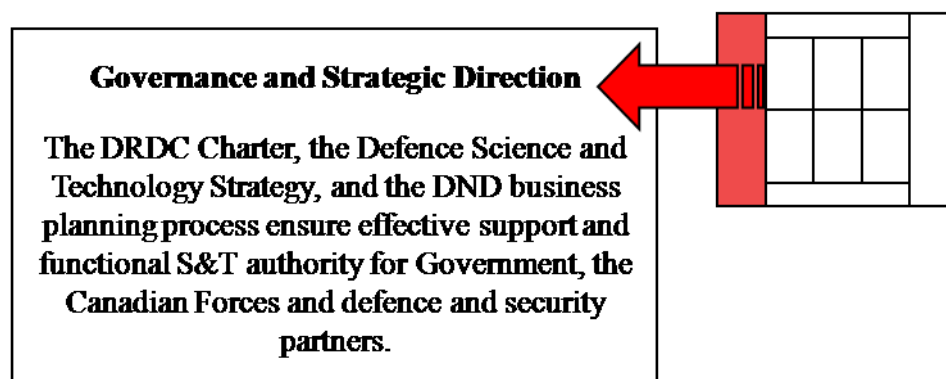 Governance and Strategic Direction
The DRDC Charter, the Defence Science and
Technology Strategy, and the DND business
planning process ensure effective support and
functional S&T authority for Government, the
Canadian Forces and defence and security
partners.